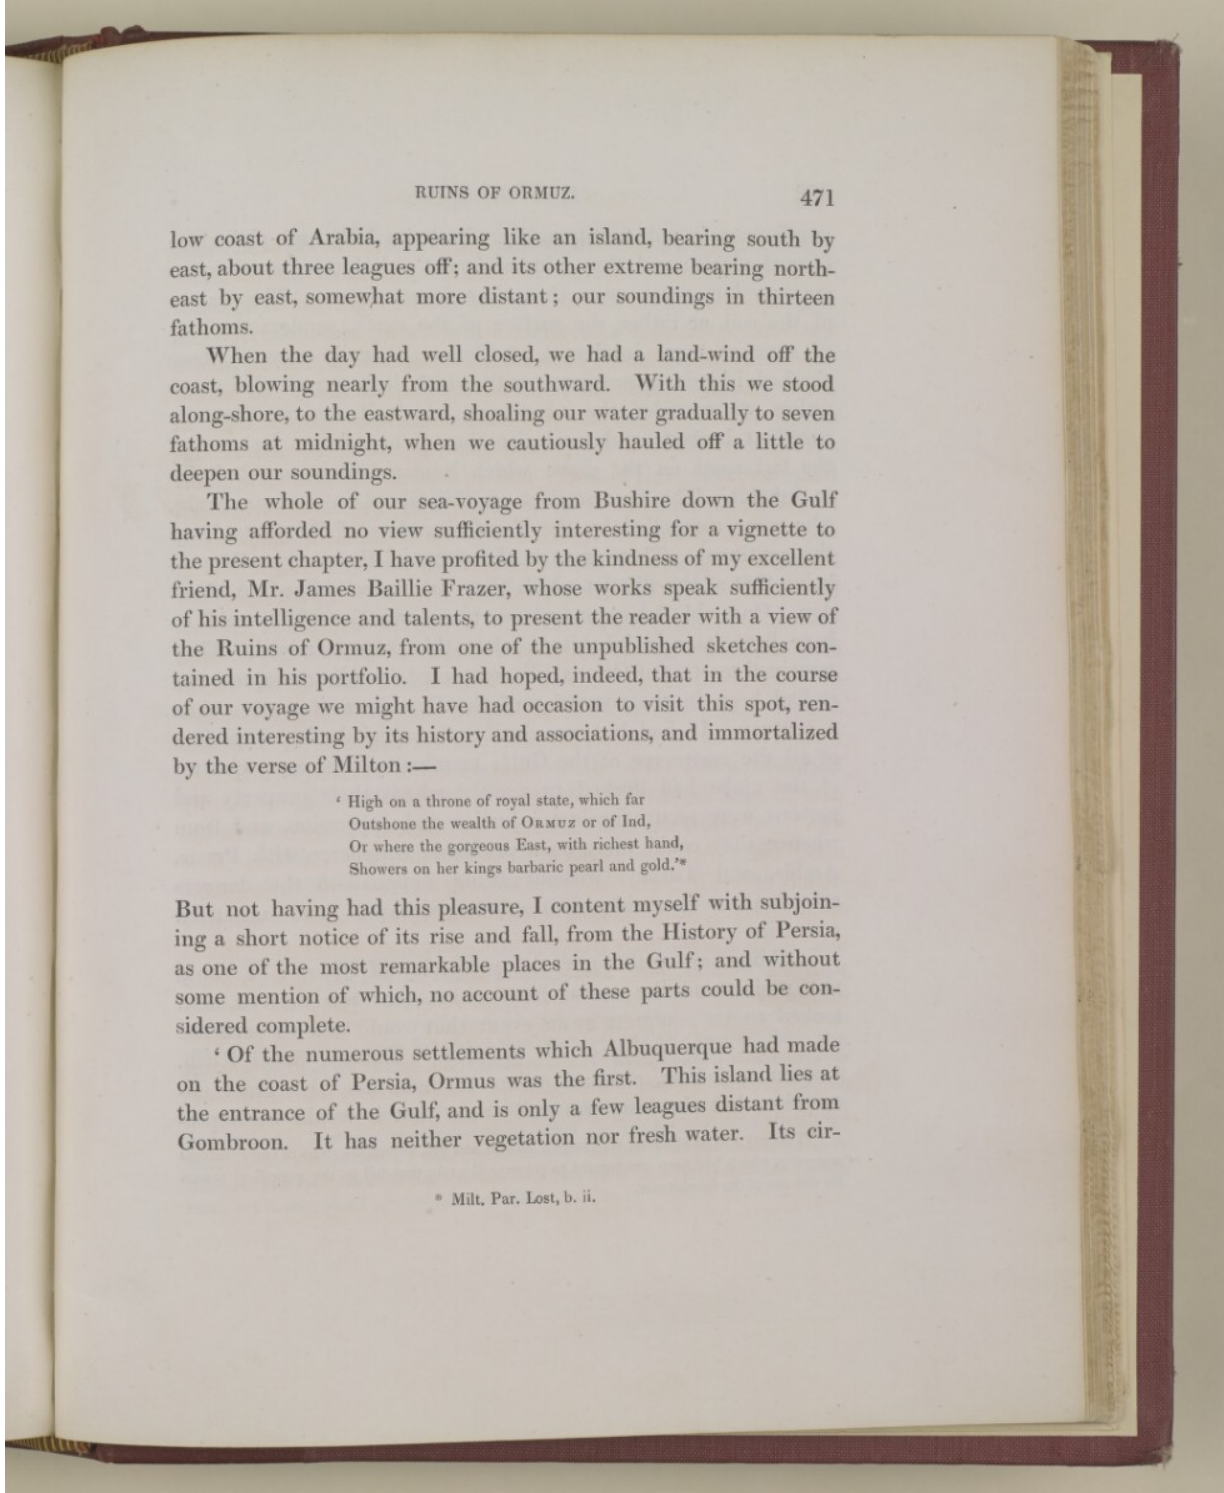 RUINS OF ORMUZ. 471
low coast of Arabia, appearing like an island, bearing south by
east, about three leagues off; and its other extreme bearing north-
east by east, somewhat more distant; our soundings in thirteen
fathoms.
When the day had well closed, we had a land-wind off the
coast, blowing nearly from the southward. With this we stood
along-shore, to the eastward, shoaling our water gradually to seven
fathoms at midnight, when we cautiously hauled off a little to
deepen our soundings.
The whole of our sea-voyage from Bushire down the Gulf
having afforded no view sufficiently interesting for a vignette to
the present chapter, I have profited by the kindness of my excellent
friend, Mr. James Baillie Frazer, whose works speak sufficiently
of his intelligence and talents, to present the reader with a view of
the Ruins of Ormuz, from one of the unpublished sketches con-
tained in his portfolio. I had hoped, indeed, that in the course
of our voyage we might have had occasion to visit this spot, ren-
dered interesting by its history and associations, and immortalized
by the verse of Milton:—
‘ High on a throne of royal state, which far
Outshone the wealth of ORMUZ or of Ind,
Or where the gorgeous East, with richest hand,
Showers on her kings barbaric pearl and gold.’*
But not having had this pleasure, I content myself with subjoin-
ing a short notice of its rise and fall, from the History of Persia,
as one of the most remarkable places in the Gulf; and without
some mention of which, no account of these parts could be con-
sidered complete.
‘ Of the numerous settlements which Albuquerque had made
on the coast of Persia, Ormus was the first. This island lies at
the entrance of the Gulf, and is only a few leagues distant from
Gombroon. It has neither vegetation nor fresh water. Its cir-
* Milt. Par. Lost, b. ii.